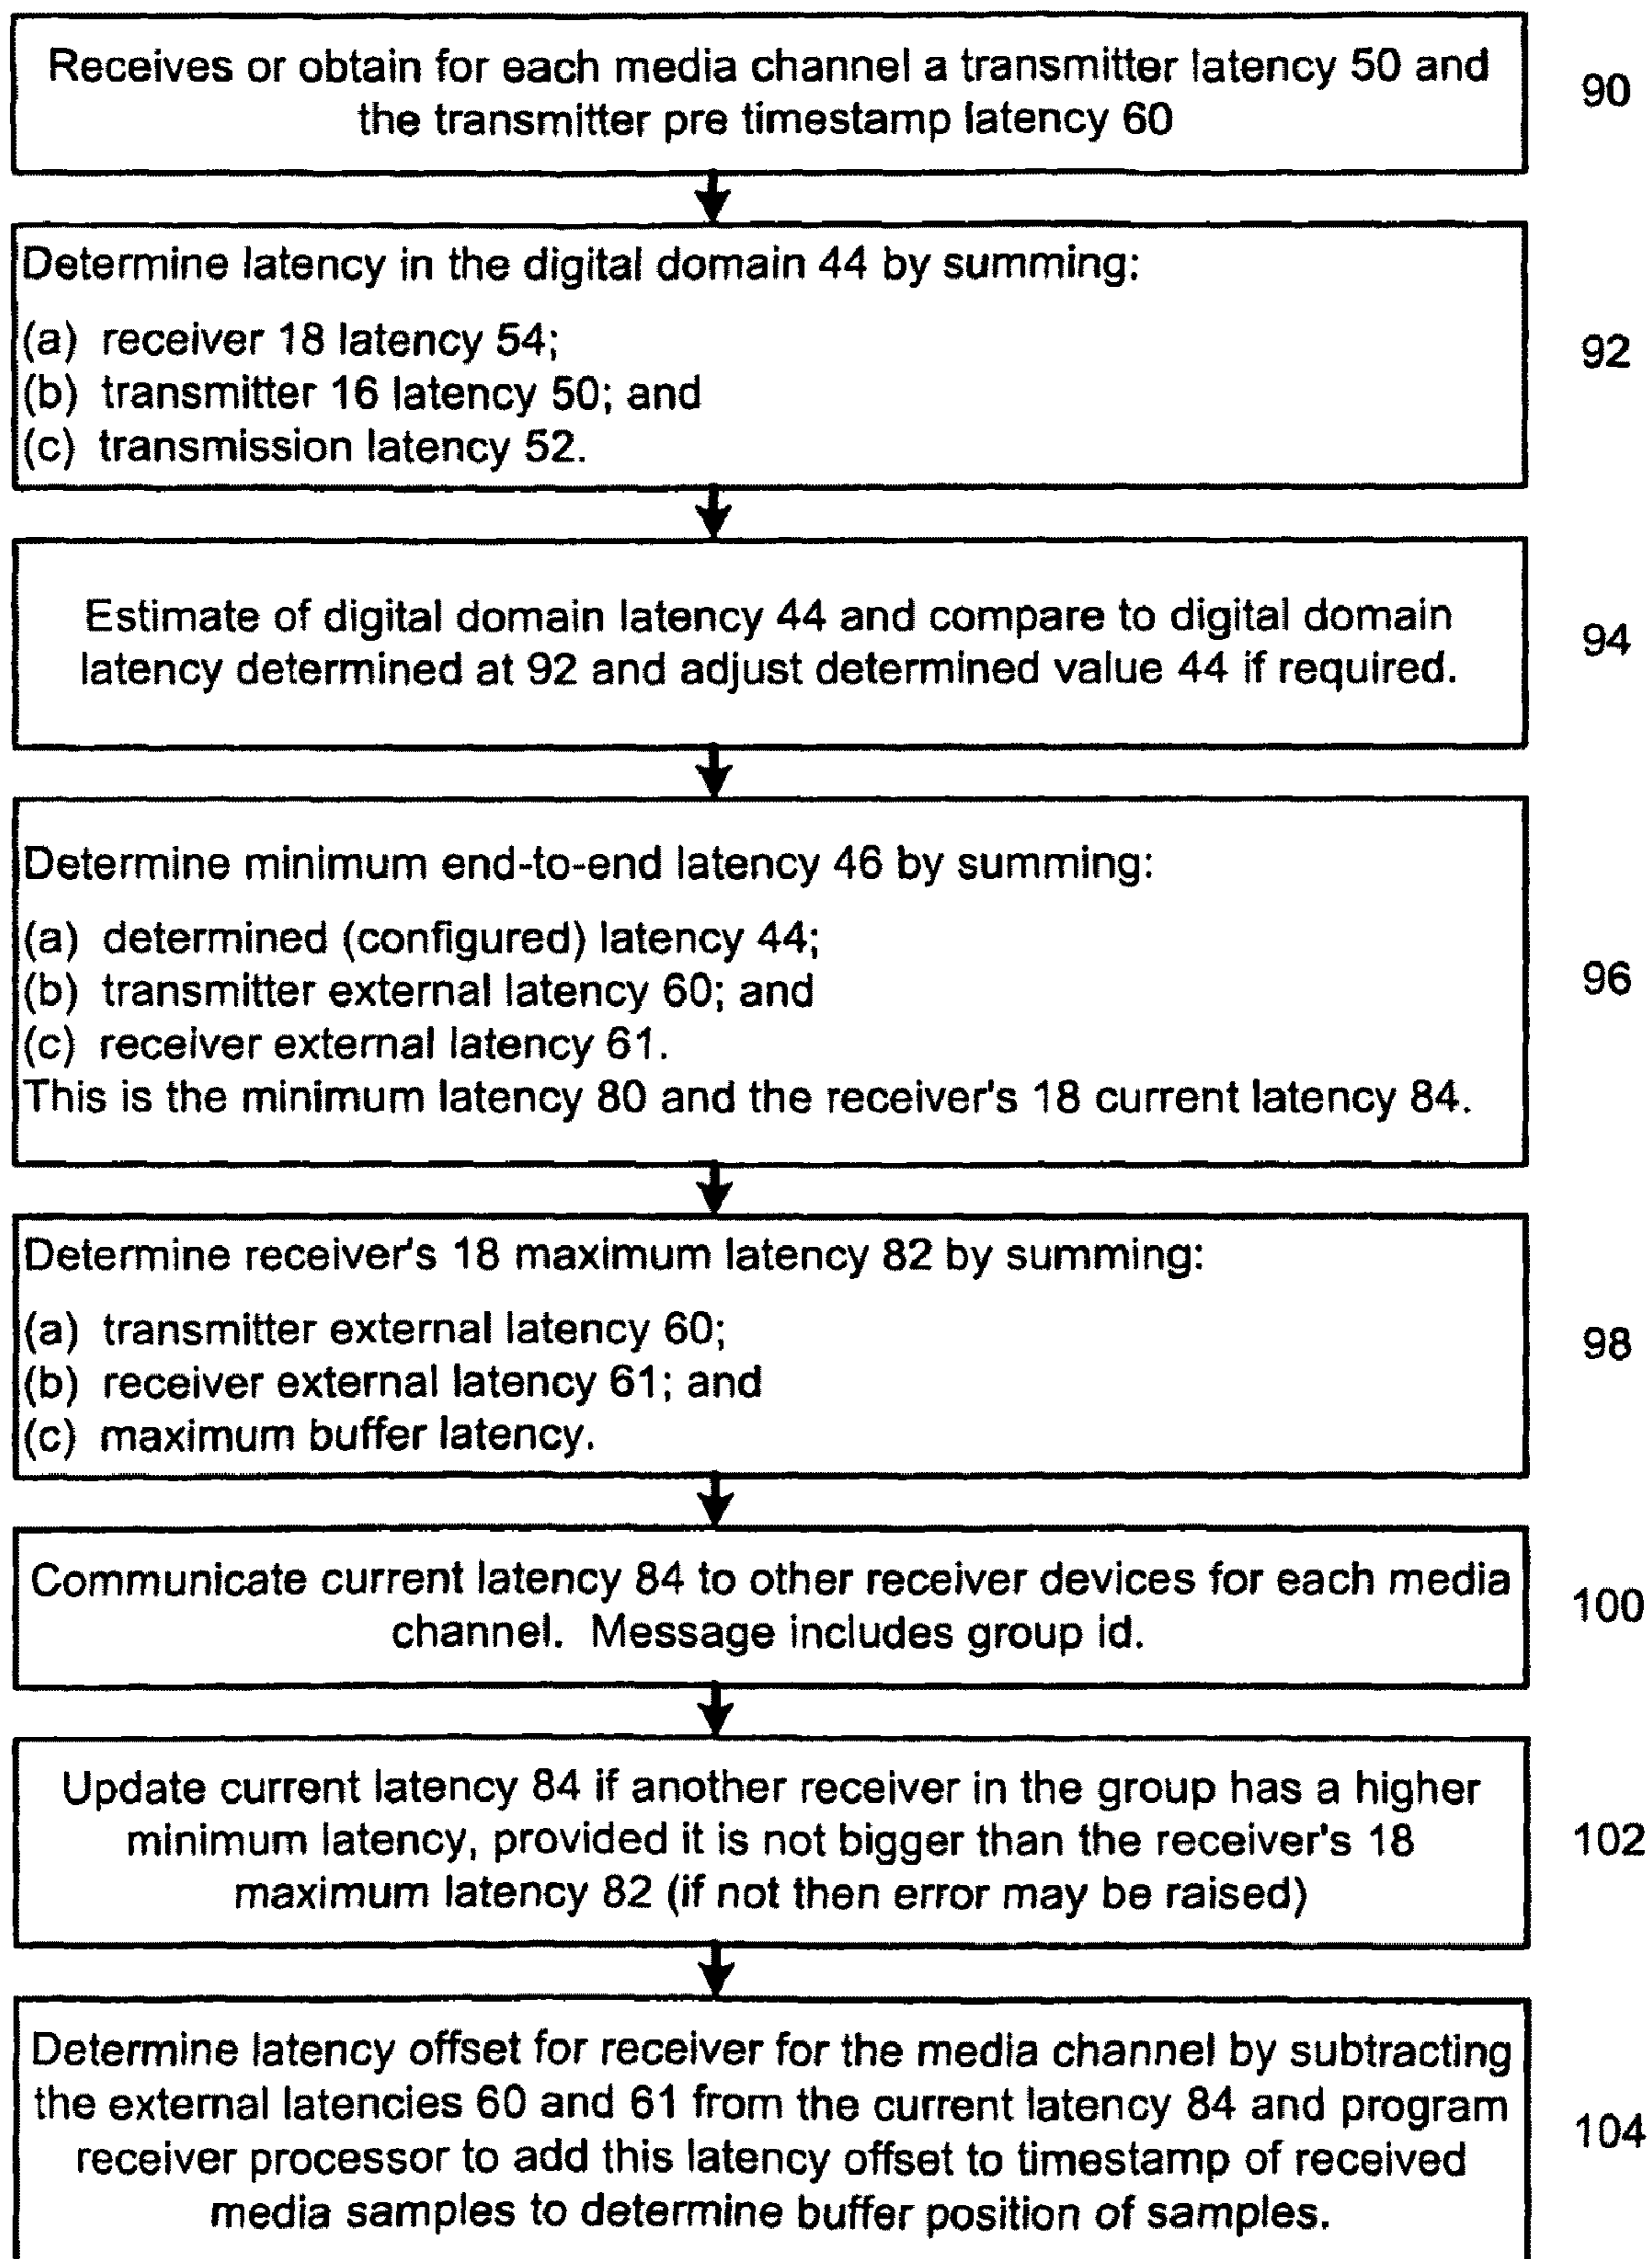 Receives or obtain for each media channel a transmitter latency 50 and
the transmitter pre timestamp latency 60
90
Determine latency in the digital domain 44 by summing:
(a) receiver 18 latency 54;
(b) transmitter 16 latency 50; and
(c) transmission latency 52.
92
Estimate of digital domain latency 44 and compare to digital domain
latency determined at 92 and adjust determined value 44 if required.
94
Determine minimum end-to-end latency 46 by summing:
(a) determined (configured) latency 44;
(b) transmitter external latency 60; and
(c) receiver external latency 61.
This is the minimum latency 80 and the receiver's 18 current latency 84.
96
Determine receiver's 18 maximum latency 82 by summing:
(a) transmitter external latency 60;
(b) receiver external latency 61; and
(c) maximum buffer latency.
98
Communicate current latency 84 to other receiver devices for each media
channel. Message includes group id.
100
Update current latency 84 if another receiver in the group has a higher
minimum latency, provided it is not bigger than the receiver's 18
maximum latency 82 (if not then error may be raised)
102
Determine latency offset for receiver for the media channel by subtracting
the external latencies 60 and 61 from the current latency 84 and program
receiver processor to add this latency offset to timestamp of received
media samples to determine buffer position of samples.
104